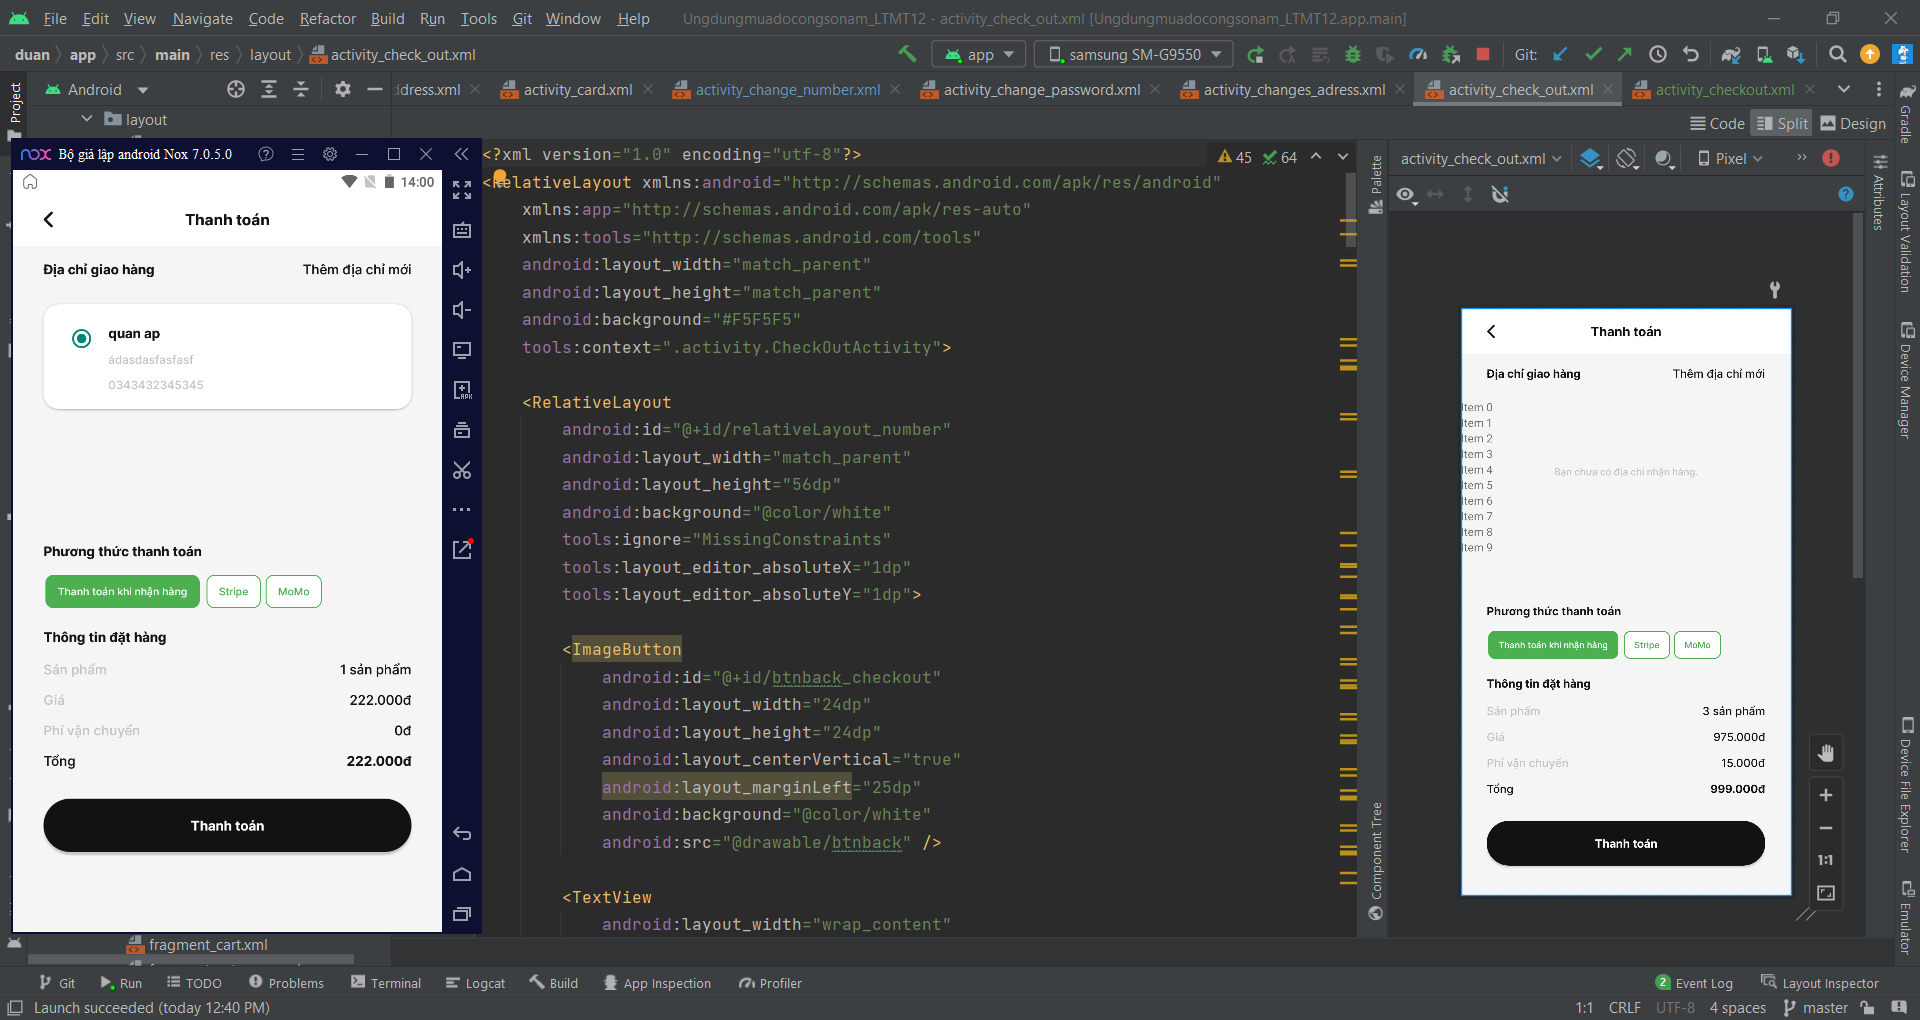 File Edit View Navigate Code Refactor Build Run Tools Git Window Help Ungdungmuadocongsonam_LTMT12 - activity_check_out.xml [Ungdungmuadocongsonam_LTMT12.app.main]
duan app src main res layout activity_check_out.xml app samsung SM-G9550 Git:
Project Android ddress.xml activity_card.xml activity_change_number.xml activity_change_password.xml activity_changes_adress.xml activity_check_out.xml activity_checkout.xml
layout Code Split Design
nox Bộ giả lập android Nox 7.0.5.0
14:00
Thanh toán
Địa chỉ giao hàng Thêm địa chỉ mới
quan ap
ádasdasfasfasf
0343432345345
Phương thức thanh toán
Thanh toán khi nhận hàng Stripe MoMo
Thông tin đặt hàng
Sản phẩm 1 sản phẩm
Giá 222.000đ
Phí vận chuyển 0đ
Tổng 222.000đ
Thanh toán
APK
fragment_cart.xml
<?xml version="1.0" encoding="utf-8"?>
<RelativeLayout xmlns:android="http://schemas.android.com/apk/res/android"
xmlns:app="http://schemas.android.com/apk/res-auto"
xmlns:tools="http://schemas.android.com/tools"
android:layout_width="match_parent"
android:layout_height="match_parent"
android:background="#F5F5F5"
tools:context=".activity.CheckOutActivity">
<RelativeLayout
android:id="@+id/relativeLayout_number"
android:layout_width="match_parent"
android:layout_height="56dp"
android:background="@color/white"
tools:ignore="MissingConstraints"
tools:layout_editor_absoluteX="1dp"
tools:layout_editor_absoluteY="1dp">
<ImageButton
android:id="@+id/btnback_checkout"
android:layout_width="24dp"
android:layout_height="24dp"
android:layout_centerVertical="true"
android:layout_marginLeft="25dp"
android:background="@color/white"
android:src="@drawable/btnback" />
<TextView
android:layout_width="wrap_content"
45 64
Palette
Component Tree
activity_check_out.xml Pixel
Thanh toán
Địa chỉ giao hàng Thêm địa chỉ mới
Item 0
Item 1
Item 2
Item 3
Item 4
Bạn chưa có địa chỉ nhận hàng.
Item 5
Item 6
Item 7
Item 8
Item 9
Phương thức thanh toán
Thanh toán khi nhận hàng Stripe MoMo
Thông tin đặt hàng
Sản phẩm 3 sản phẩm
Giá 975.000đ
Phí vận chuyển 15.000đ
Tổng 999.000đ
Thanh toán
1:1
Attributes
Gradle
Layout Validation
Device Manager
Device File Explorer
Emulator
Git Run TODO Problems Terminal Logcat Build App Inspection Profiler 2 Event Log Layout Inspector
Launch succeeded (today 12:40 PM) 1:1 CRLF UTF-8 4 spaces master